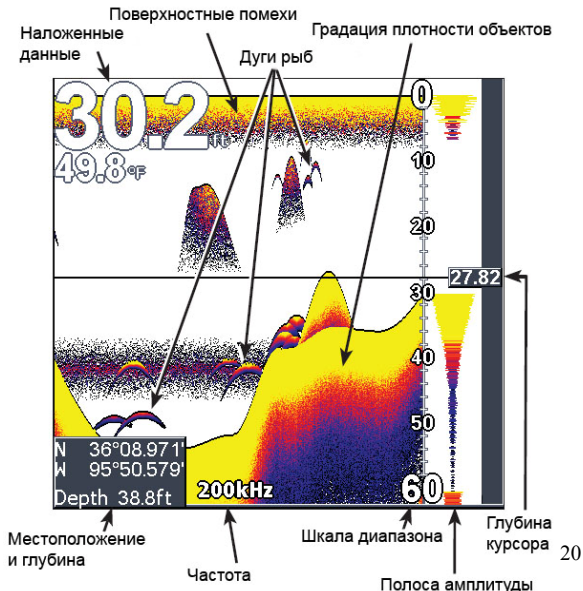 Поверхностные помехи
Наложенные
данные
Градация плотности объектов
Дуги рыб
30.2 ft
49.8 °F
0
10
20
27.82
30
40
50
60
N 36°08.971'
W 95°50.579'
Depth 38.8ft
200kHz
Местоположение
и глубина
Частота
Шкала диапазона
Глубина
курсора
Полоса амплитуды
20